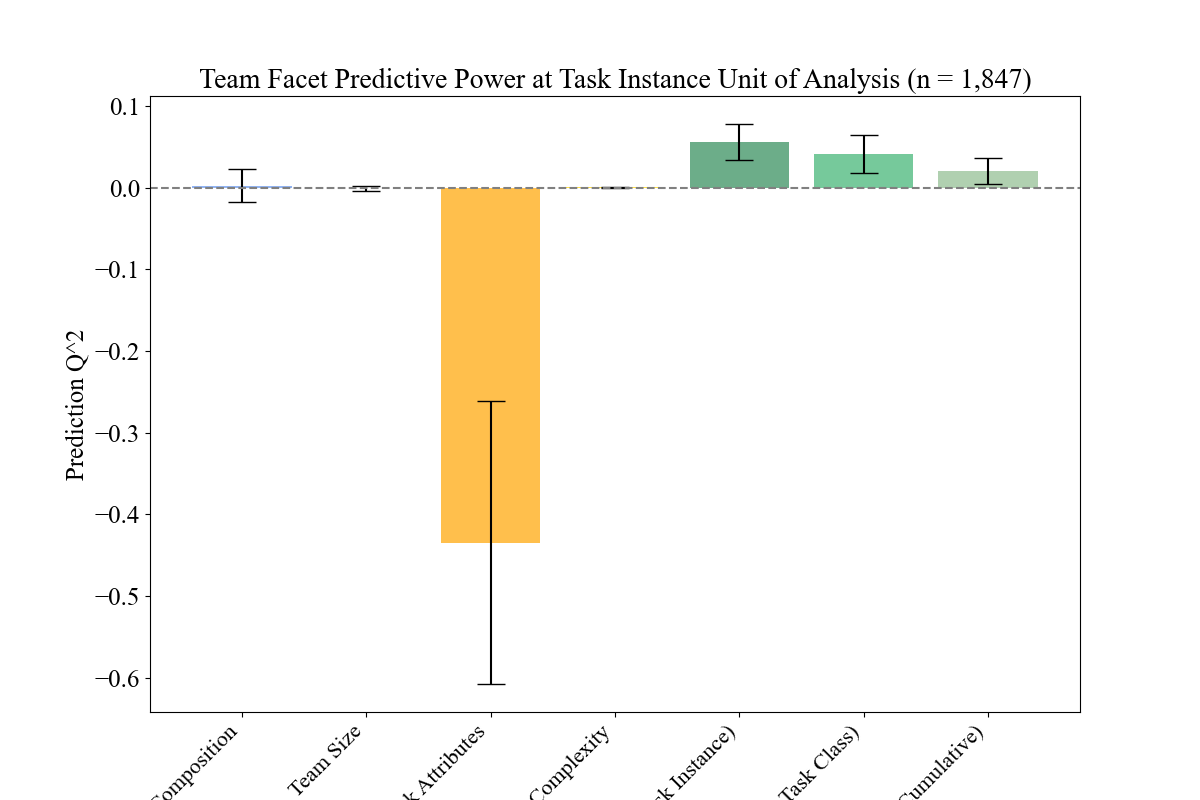 Team Facet Predictive Power at Task Instance Unit of Analysis (n = 1,847)
Prediction Q^2
0.1
0.0
−0.1
−0.2
−0.3
−0.4
−0.5
−0.6
Composition
Team Size
k Attributes
Complexity
sk Instance)
Task Class)
Cumulative)